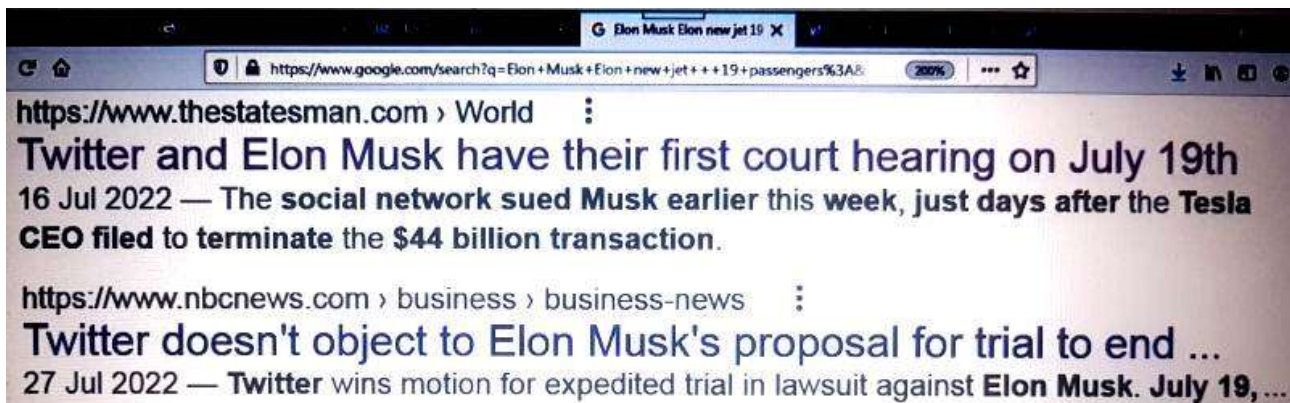 G Elon Musk Elon new jet 19 X
https://www.google.com/search?q=Elon+Musk+Elon+new+jet+++19+passengers%3A& 200%
https://www.thestatesman.com › World
Twitter and Elon Musk have their first court hearing on July 19th
16 Jul 2022 — The social network sued Musk earlier this week, just days after the Tesla
CEO filed to terminate the $44 billion transaction.
https://www.nbcnews.com › business › business-news
Twitter doesn't object to Elon Musk's proposal for trial to end ...
27 Jul 2022 — Twitter wins motion for expedited trial in lawsuit against Elon Musk. July 19, ...